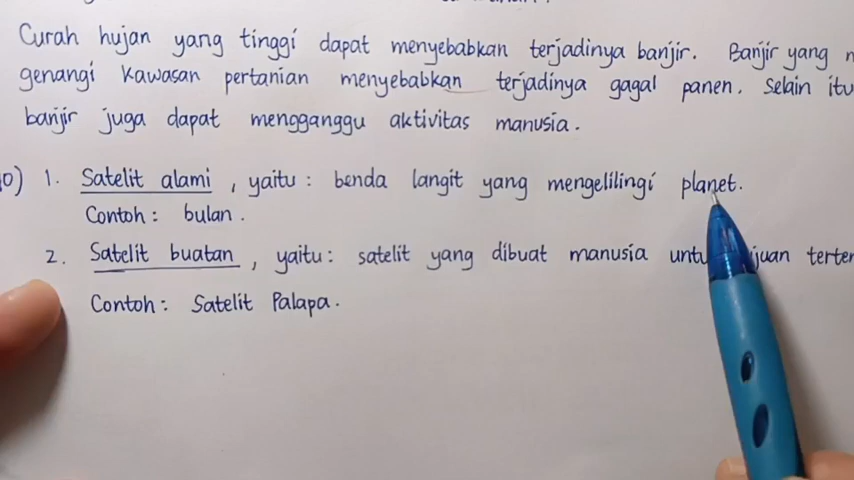 Curah hujan yang tinggi dapat menyebabkan terjadinya banjir. Banjir yang
genangi kawasan pertanian menyebabkan terjadinya gagal panen. Selain itu
banjir juga dapat mengganggu aktivitas manusia.
10) 1. Satelit alami, yaitu: benda langit yang mengelilingi planet.
Contoh: bulan.
2. Satelit buatan, yaitu: satelit yang dibuat manusia
Contoh: Satelit Palapa.